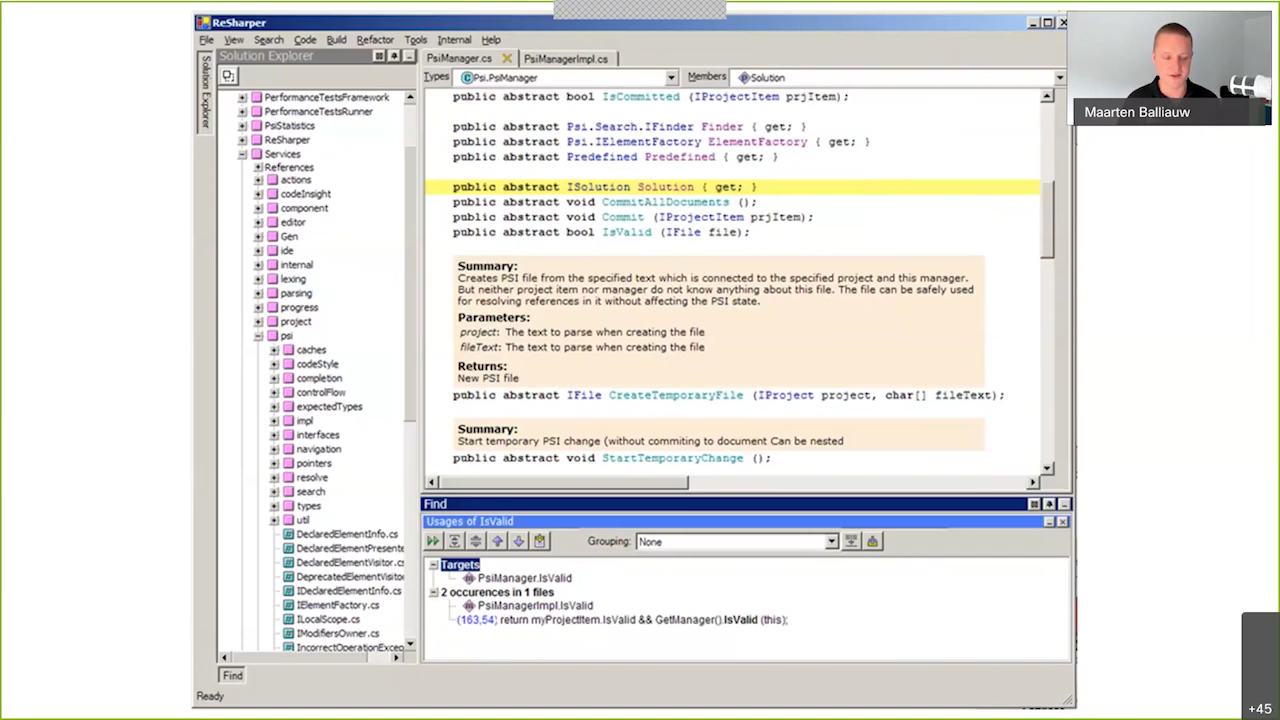 ReSharper
File View Search Code Build Refactor Tools Internal Help
Solution Explorer
Solution Explorer
PerformanceTestsFramework
PerformanceTestsRunner
PsiStatistics
ReSharper
Services
References
actions
codeInsight
component
editor
Gen
ide
internal
lexing
parsing
progress
project
psi
caches
codeStyle
completion
controlFlow
expectedTypes
impl
interfaces
navigation
pointers
resolve
search
types
util
DeclaredElementInfo.cs
DeclaredElementPresente
DeclaredElementVisitor.cs
DeprecatedElementVisitor
IDeclaredElementInfo.cs
IElementFactory.cs
ILocalScope.cs
IModifiersOwner.cs
IncorrectOperationExcep
PsiManager.cs PsiManagerImpl.cs
Types Psi.PsiManager Members Solution
public abstract bool IsCommitted (IProjectItem prjItem);
public abstract Psi.Search.IFinder Finder { get; }
public abstract Psi.IElementFactory ElementFactory { get; }
public abstract Predefined Predefined { get; }
public abstract ISolution Solution { get; }
public abstract void CommitAllDocuments ();
public abstract void Commit (IProjectItem prjItem);
public abstract bool IsValid (IFile file);
Summary:
Creates PSI file from the specified text which is connected to the specified project and this manager.
But neither project item nor manager do not know anything about this file. The file can be safely used
for resolving references in it without affecting the PSI state.
Parameters:
project: The text to parse when creating the file
fileText: The text to parse when creating the file
Returns:
New PSI file
public abstract IFile CreateTemporaryFile (IProject project, char[] fileText);
Summary:
Start temporary PSI change (without commiting to document Can be nested
public abstract void StartTemporaryChange ();
Find
Usages of IsValid
Grouping: None
Targets
PsiManager.IsValid
2 occurences in 1 files
PsiManagerImpl.IsValid
(163,54) return myProjectItem.IsValid && GetManager().IsValid (this);
Find
Ready
Maarten Balliauw
+45